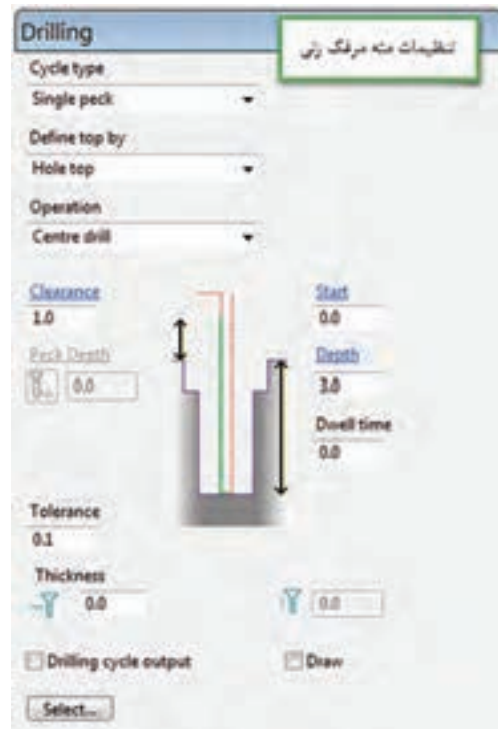 Drilling
تنظیمات مته مرغک زنی
Cycle type
Single peck
Define top by
Hole top
Operation
Centre drill
Clearance
1.0
Start
0.0
Peck Depth
0.0
Depth
3.0
Dwell time
0.0
Tolerance
0.1
Thickness
0.0
0.0
Drilling cycle output
Draw
Select...